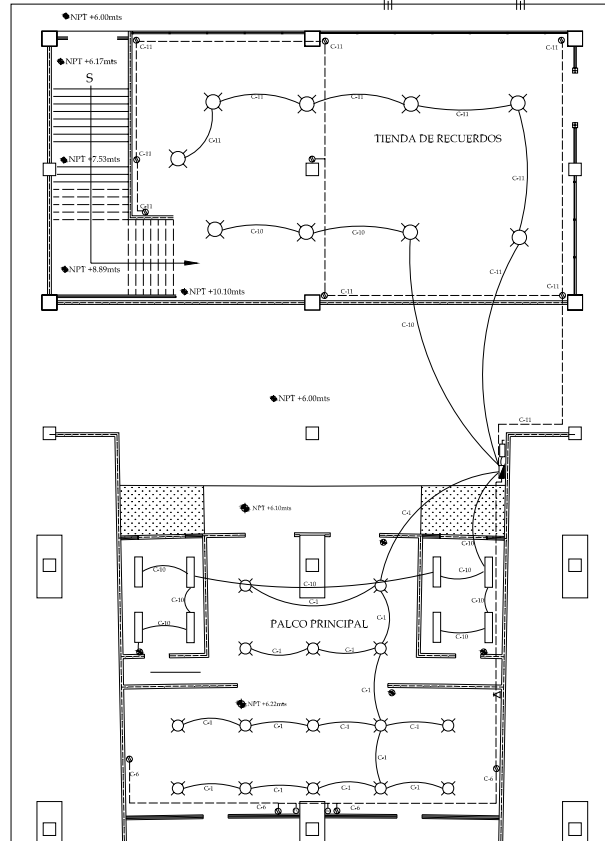 NPT +6.00mts
C-11
C-11
C-11
NPT +6.17mts
S
C-11
C-11
C-11
TIENDA DE RECUERDOS
C-11
C-11
NPT +7.53mts
C-11
C-11
C-10
C-10
NPT +8.89mts
C-11
NPT +10.10mts
C-11
C-11
C-10
NPT +6.00mts
C-11
NPT +6.10mts
C-1
C-10
C-10
C-10
C-10
C-10
C-1
C-10
C-10
C-1
PALCO PRINCIPAL
C-10
C-1
C-1
C-1
NPT +6.22mts
C-1
C-1
C-1
C-1
C-1
C-6
C-6
C-1
C-1
C-1
C-1
C-6
C-6